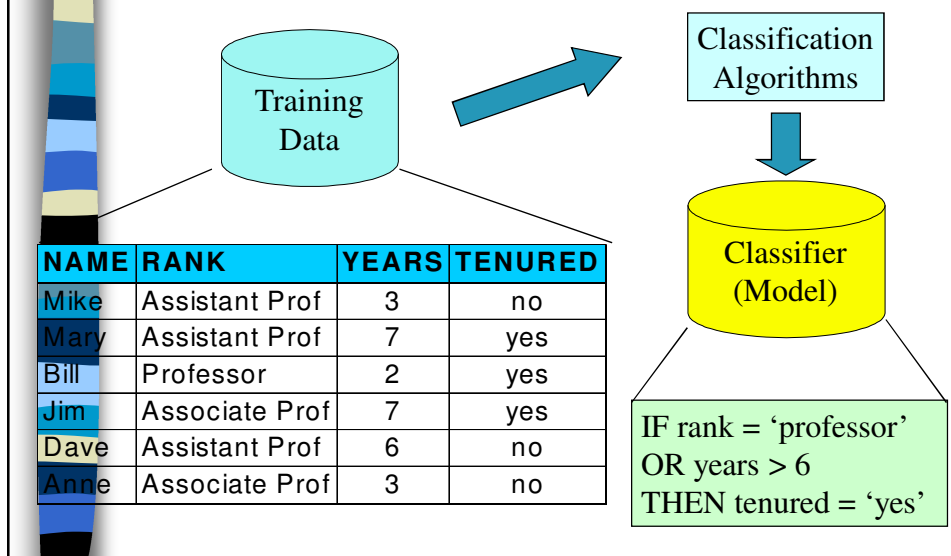 Training
Data
Classification
Algorithms
Classifier
(Model)
NAME RANK YEARS TENURED
Mike Assistant Prof 3 no
Mary Assistant Prof 7 yes
Bill Professor 2 yes
Jim Associate Prof 7 yes
Dave Assistant Prof 6 no
Anne Associate Prof 3 no
IF rank = ‘professor’
OR years > 6
THEN tenured = ‘yes’